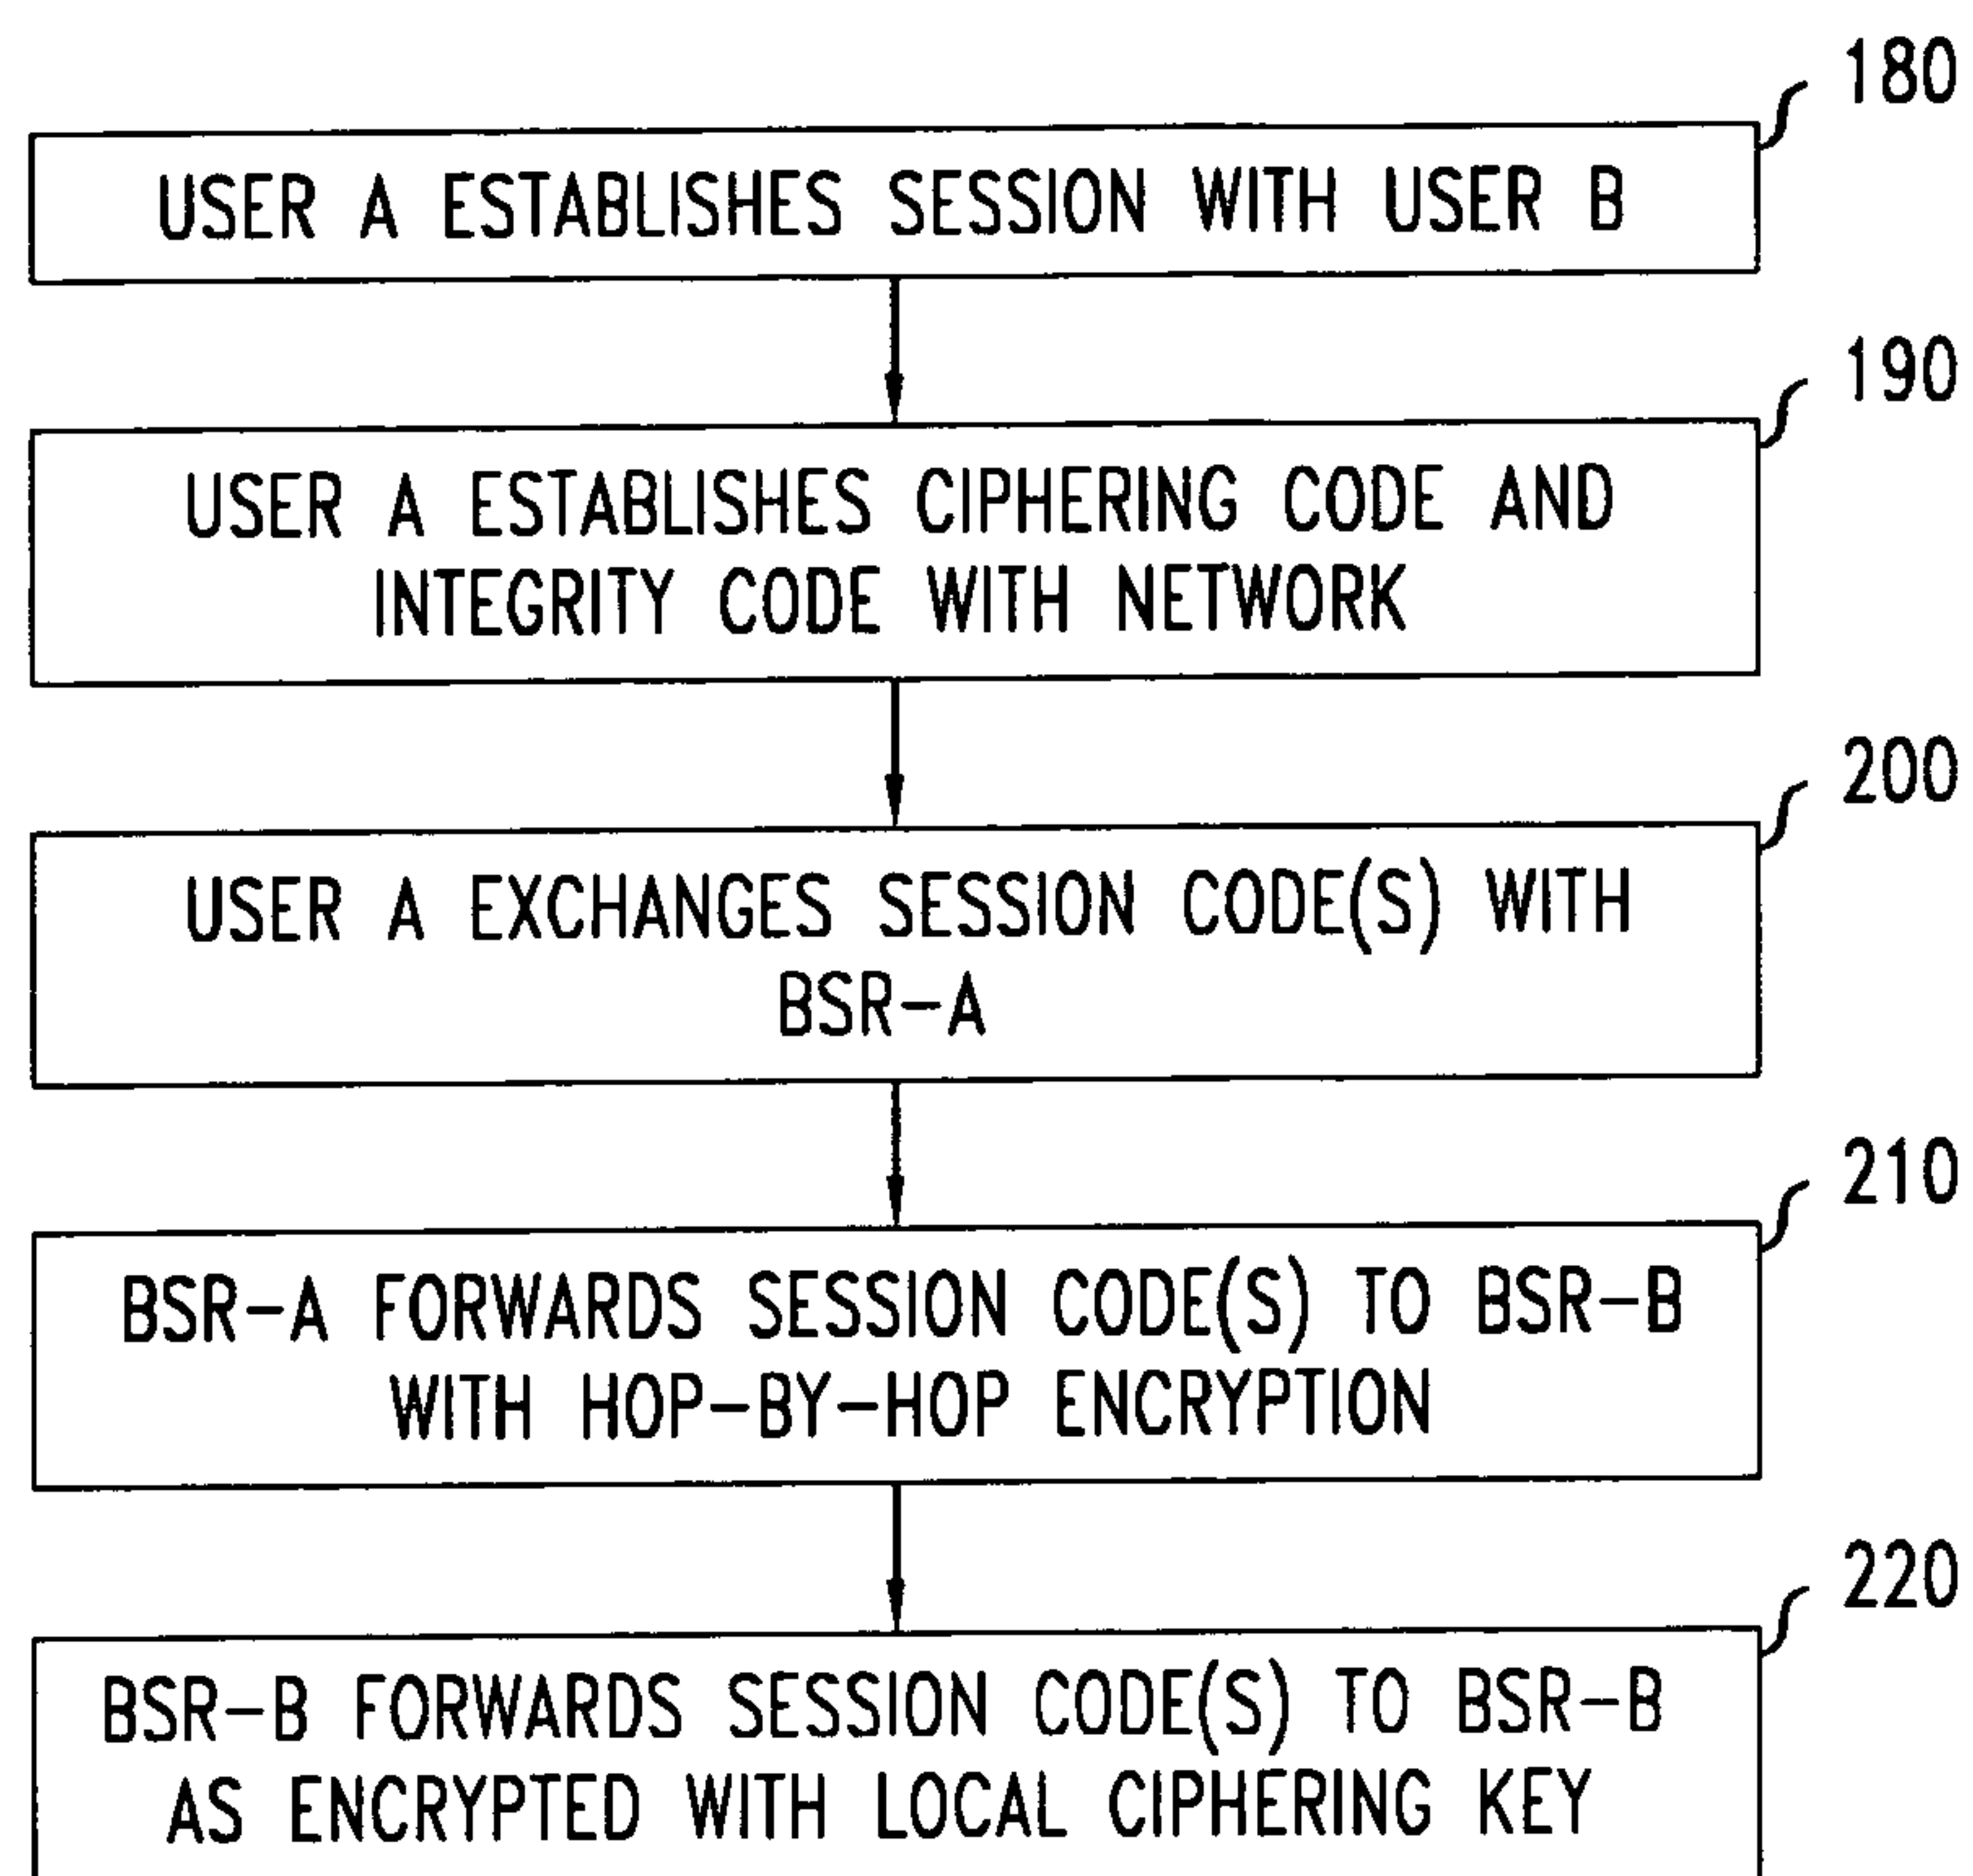 180
USER A ESTABLISHES SESSION WITH USER B
190
USER A ESTABLISHES CIPHERING CODE AND
INTEGRITY CODE WITH NETWORK
200
USER A EXCHANGES SESSION CODE(S) WITH
BSR-A
210
BSR-A FORWARDS SESSION CODE(S) TO BSR-B
WITH HOP-BY-HOP ENCRYPTION
220
BSR-B FORWARDS SESSION CODE(S) TO BSR-B
AS ENCRYPTED WITH LOCAL CIPHERING KEY